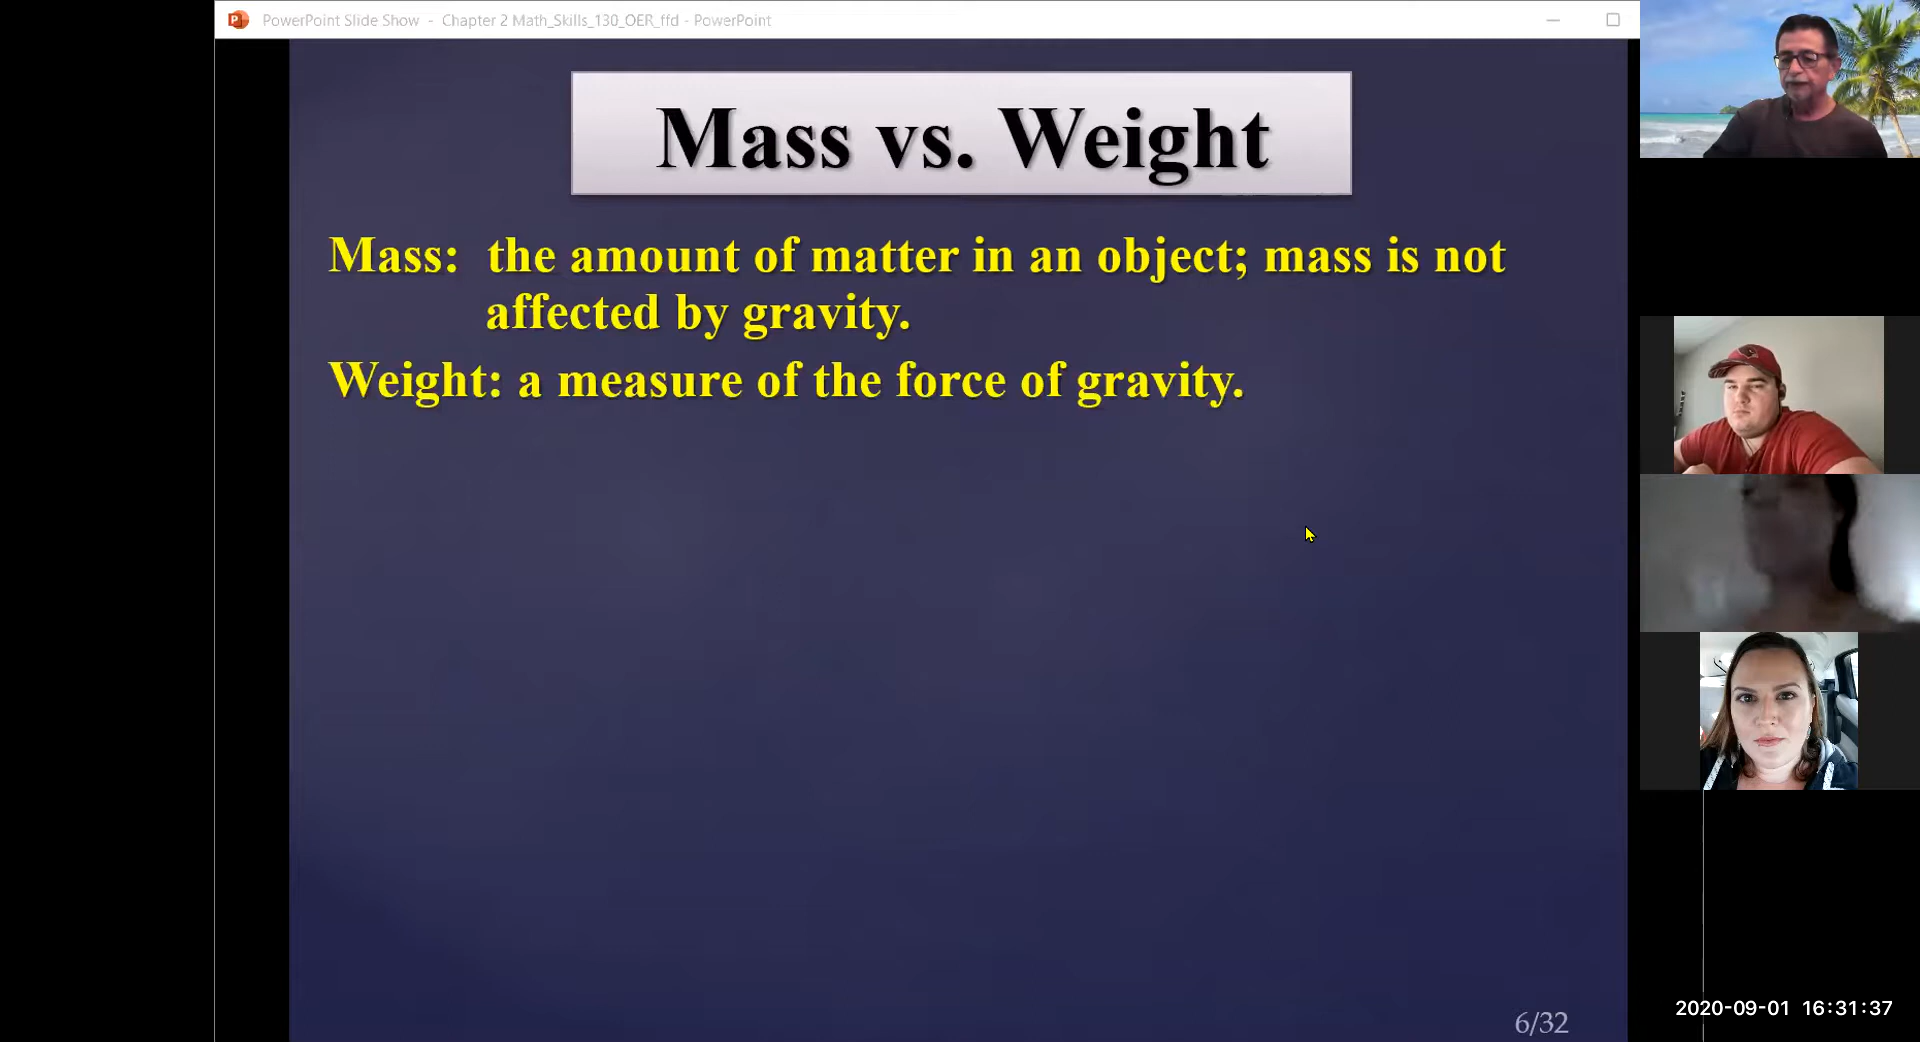 PowerPoint Slide Show - Chapter 2 Math_Skills_130_OER_ffd - PowerPoint
Mass vs. Weight
Mass: the amount of matter in an object; mass is not
affected by gravity.
Weight: a measure of the force of gravity.
6/32
2020-09-01 16:31:37